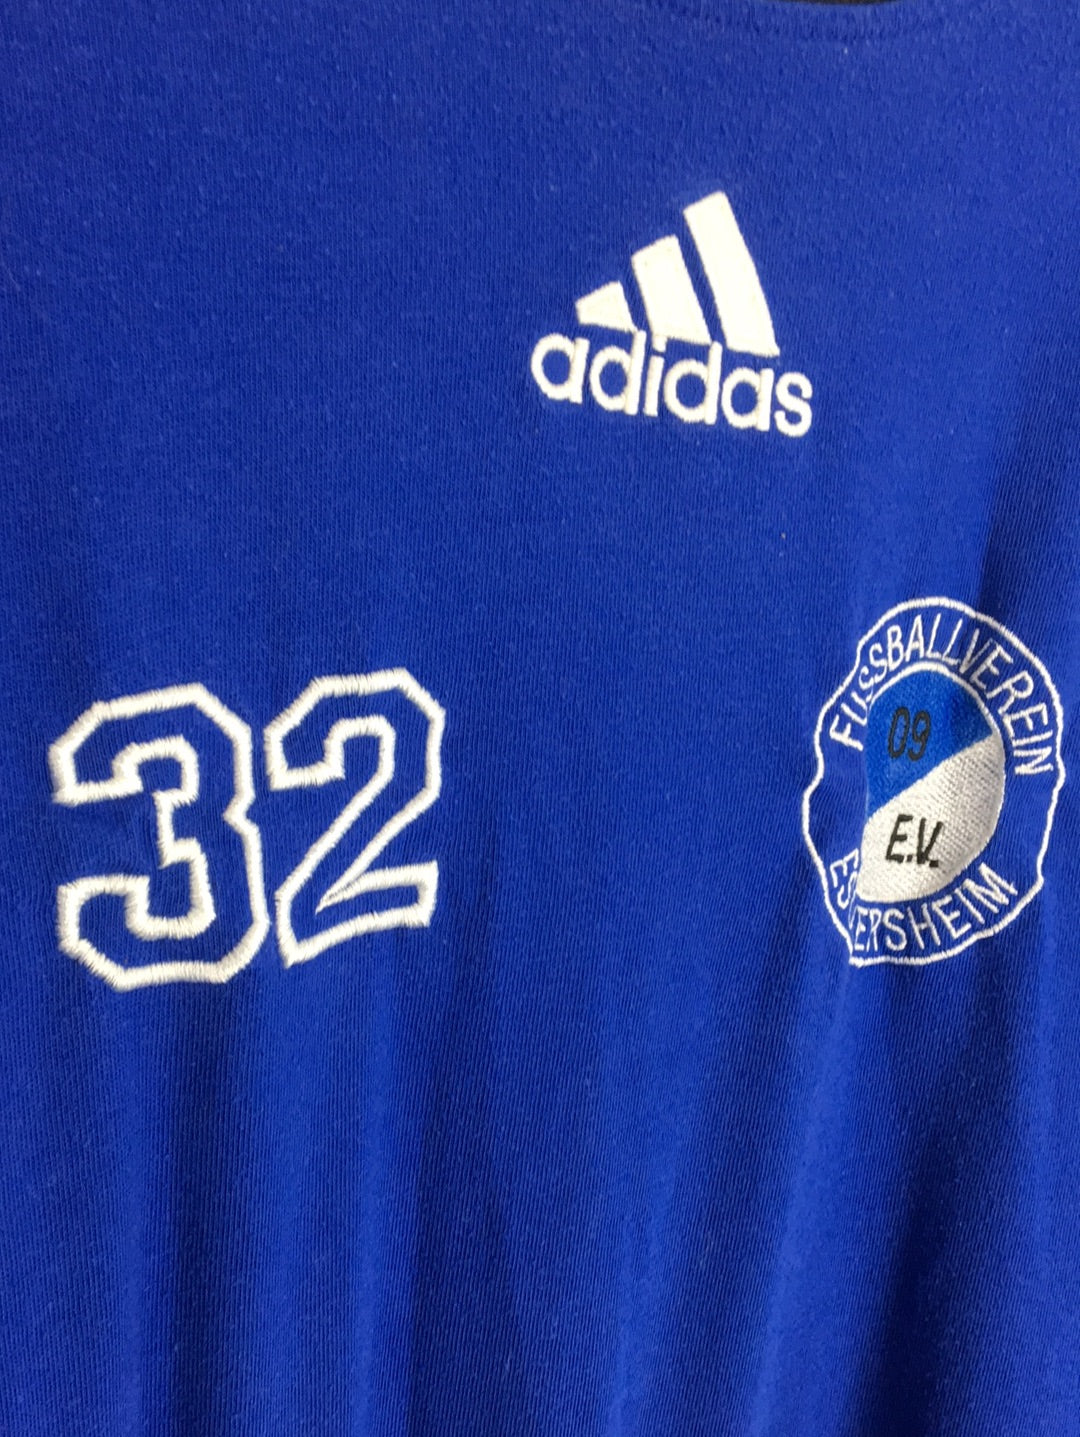 adidas
32
FUSSBALLVEREIN
09
E.V.